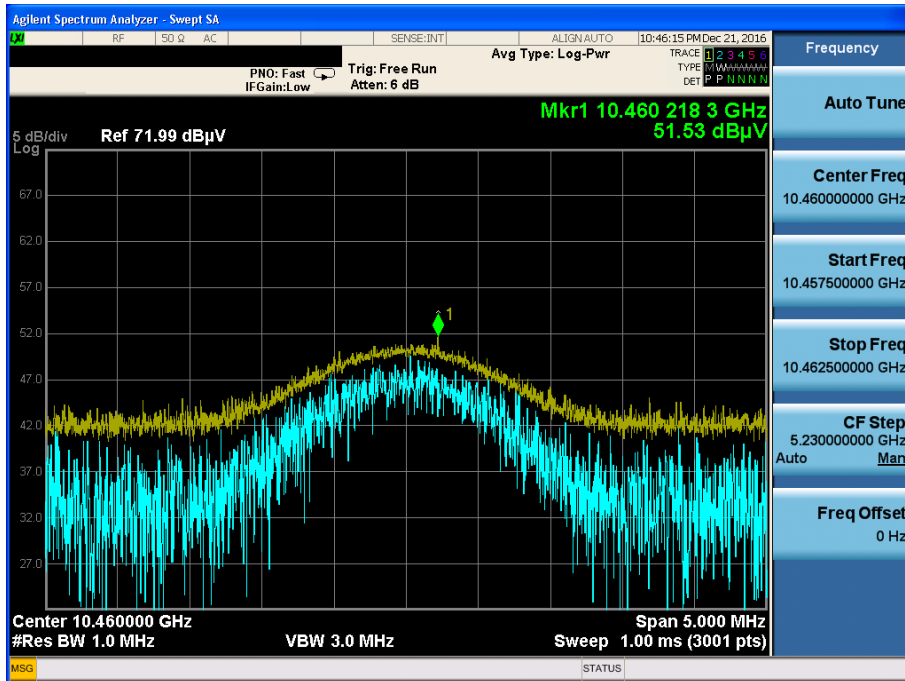 Agilent Spectrum Analyzer - Swept SA
LXI RF 50 Ω AC SENSE:INT ALIGN AUTO 10:46:15 PM Dec 21, 2016
Frequency
Avg Type: Log-Pwr
TRACE 1 2 3 4 5 6
PNO: Fast Trig: Free Run
TYPE M W W W W W
IFGain:Low Atten: 6 dB
DET P P N N N N
Auto Tune
Mkr1 10.460 218 3 GHz
5 dB/div Ref 71.99 dBµV 51.53 dBµV
Log
67.0
62.0
57.0
52.0
47.0
42.0
37.0
32.0
27.0
1
Center Freq
10.460000000 GHz
Start Freq
10.457500000 GHz
Stop Freq
10.462500000 GHz
CF Step
5.230000000 GHz
Auto Man
Freq Offset
0 Hz
Center 10.460000 GHz Span 5.000 MHz
#Res BW 1.0 MHz VBW 3.0 MHz Sweep 1.00 ms (3001 pts)
MSG STATUS